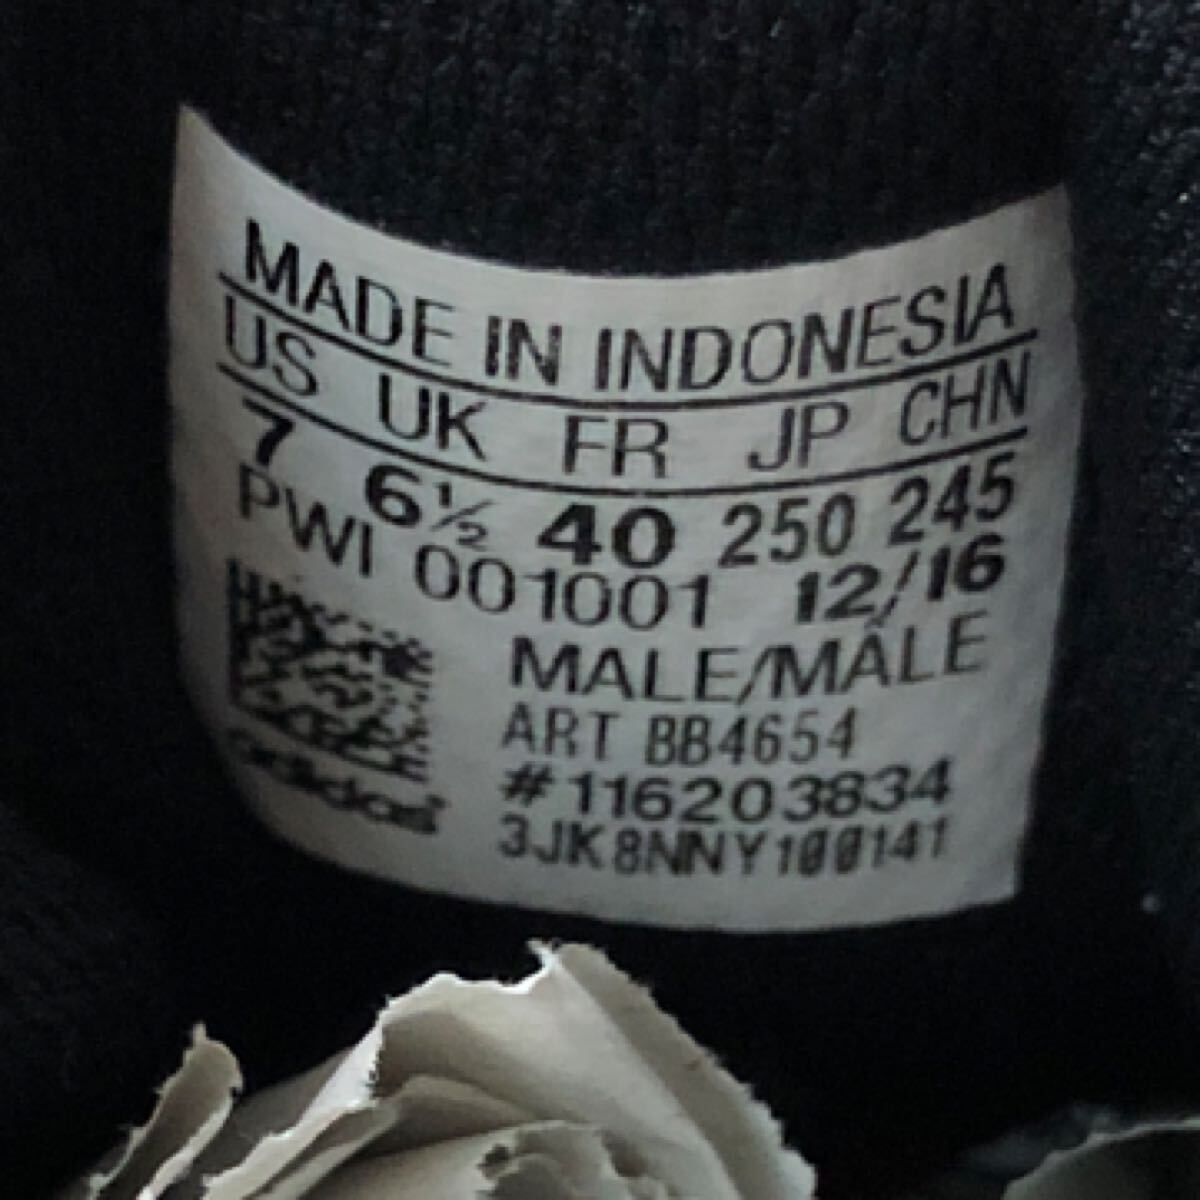 MADE IN INDONESIA
US UK FR JP CHN
7 6½ 40 250 245
PWI 001001 12/16
MALE/MÂLE
ART BB4654
#116203834
3JK8NNY100141
adidas